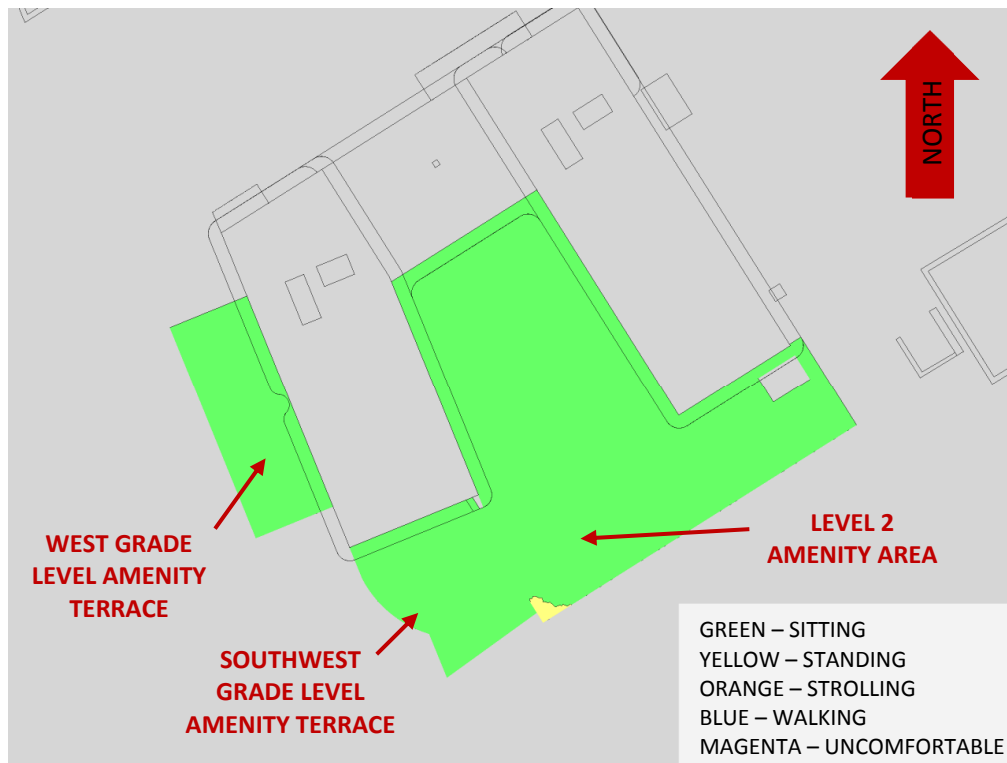 NORTH
WEST GRADE
LEVEL AMENITY
TERRACE
LEVEL 2
AMENITY AREA
SOUTHWEST
GRADE LEVEL
AMENITY TERRACE
GREEN – SITTING
YELLOW – STANDING
ORANGE – STROLLING
BLUE – WALKING
MAGENTA – UNCOMFORTABLE